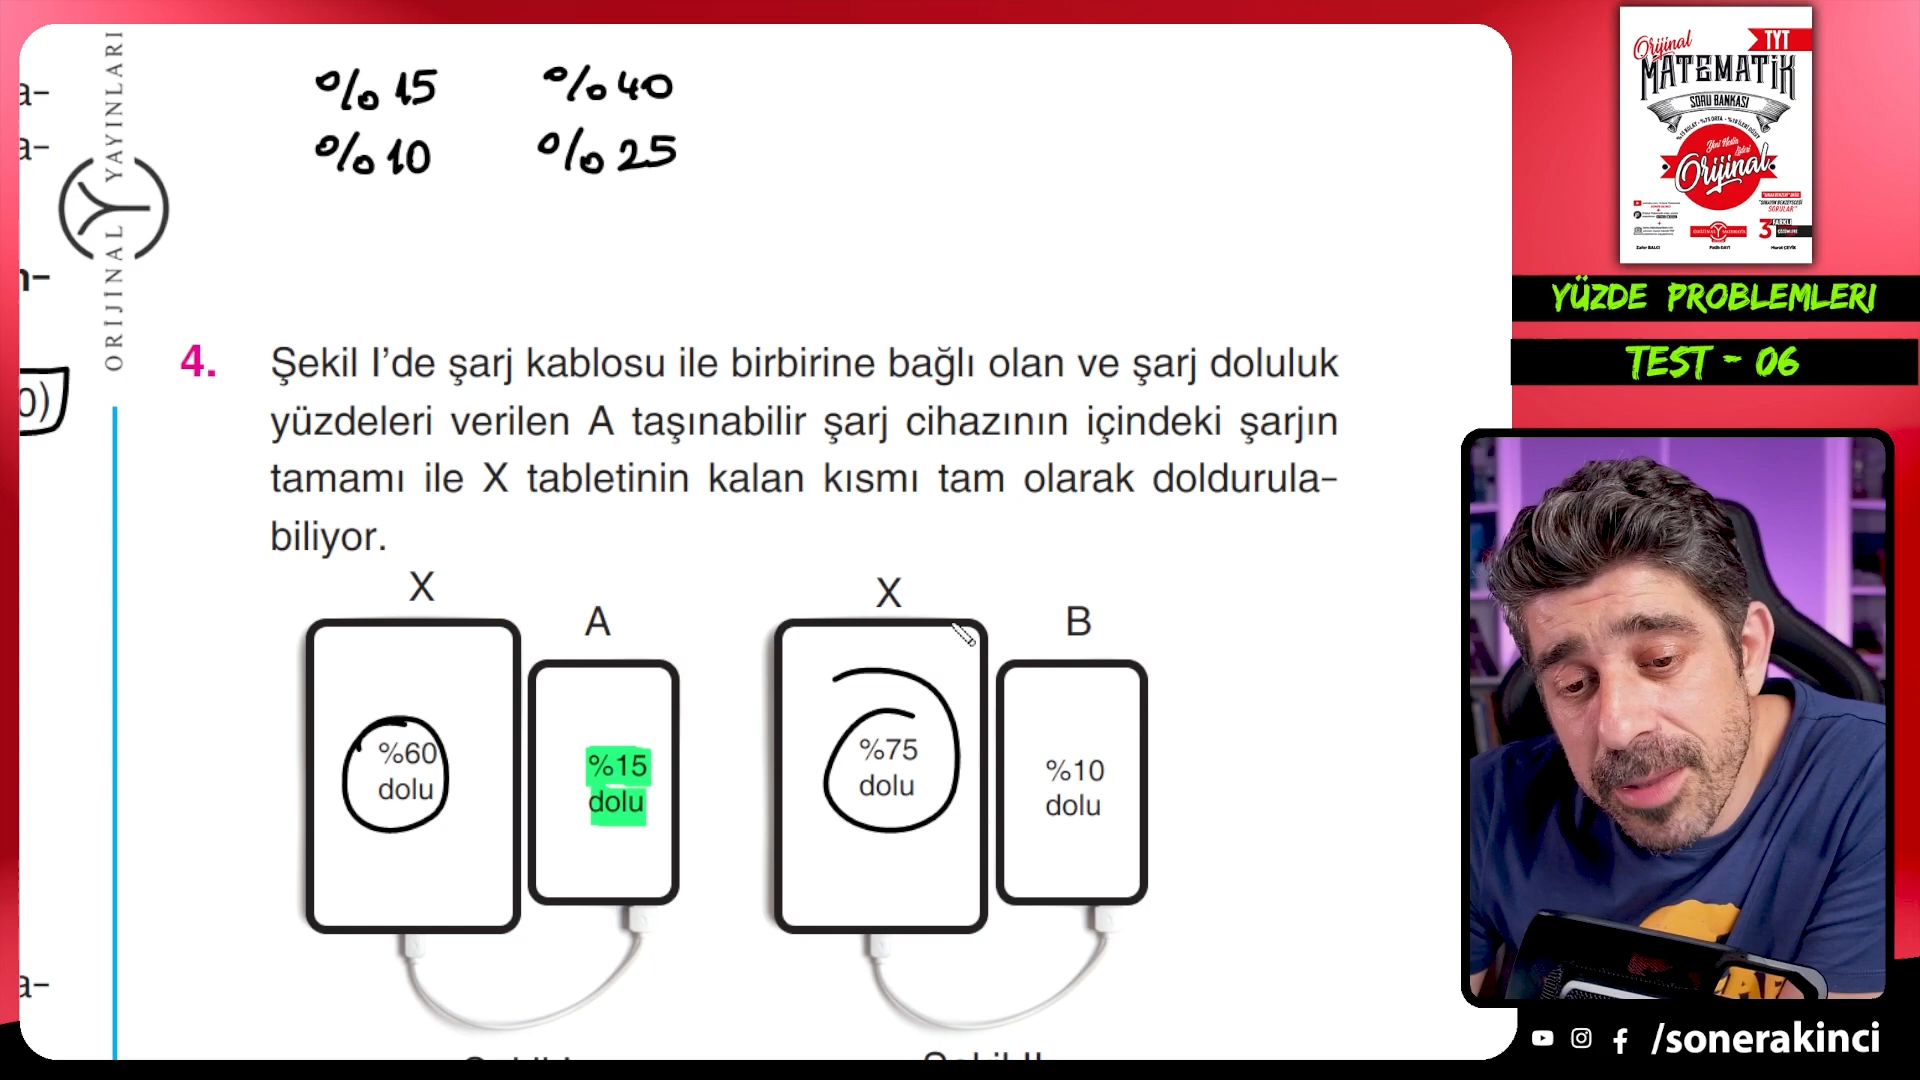 %15 %40
%10 %25
ORİJİNAL YAYINLARI
a-
a-
0)
a-
4. Şekil I’de şarj kablosu ile birbirine bağlı olan ve şarj doluluk
yüzdeleri verilen A taşınabilir şarj cihazının içindeki şarjın
tamamı ile X tabletinin kalan kısmı tam olarak doldurula-
biliyor.
X
A
%60
dolu
%15
dolu
X
B
%75
dolu
%10
dolu
Orijinal
TYT
MATEMATİK
SORU BANKASI
Orijinal
YÜZDE PROBLEMLERI
TEST - 06
/sonerakinci